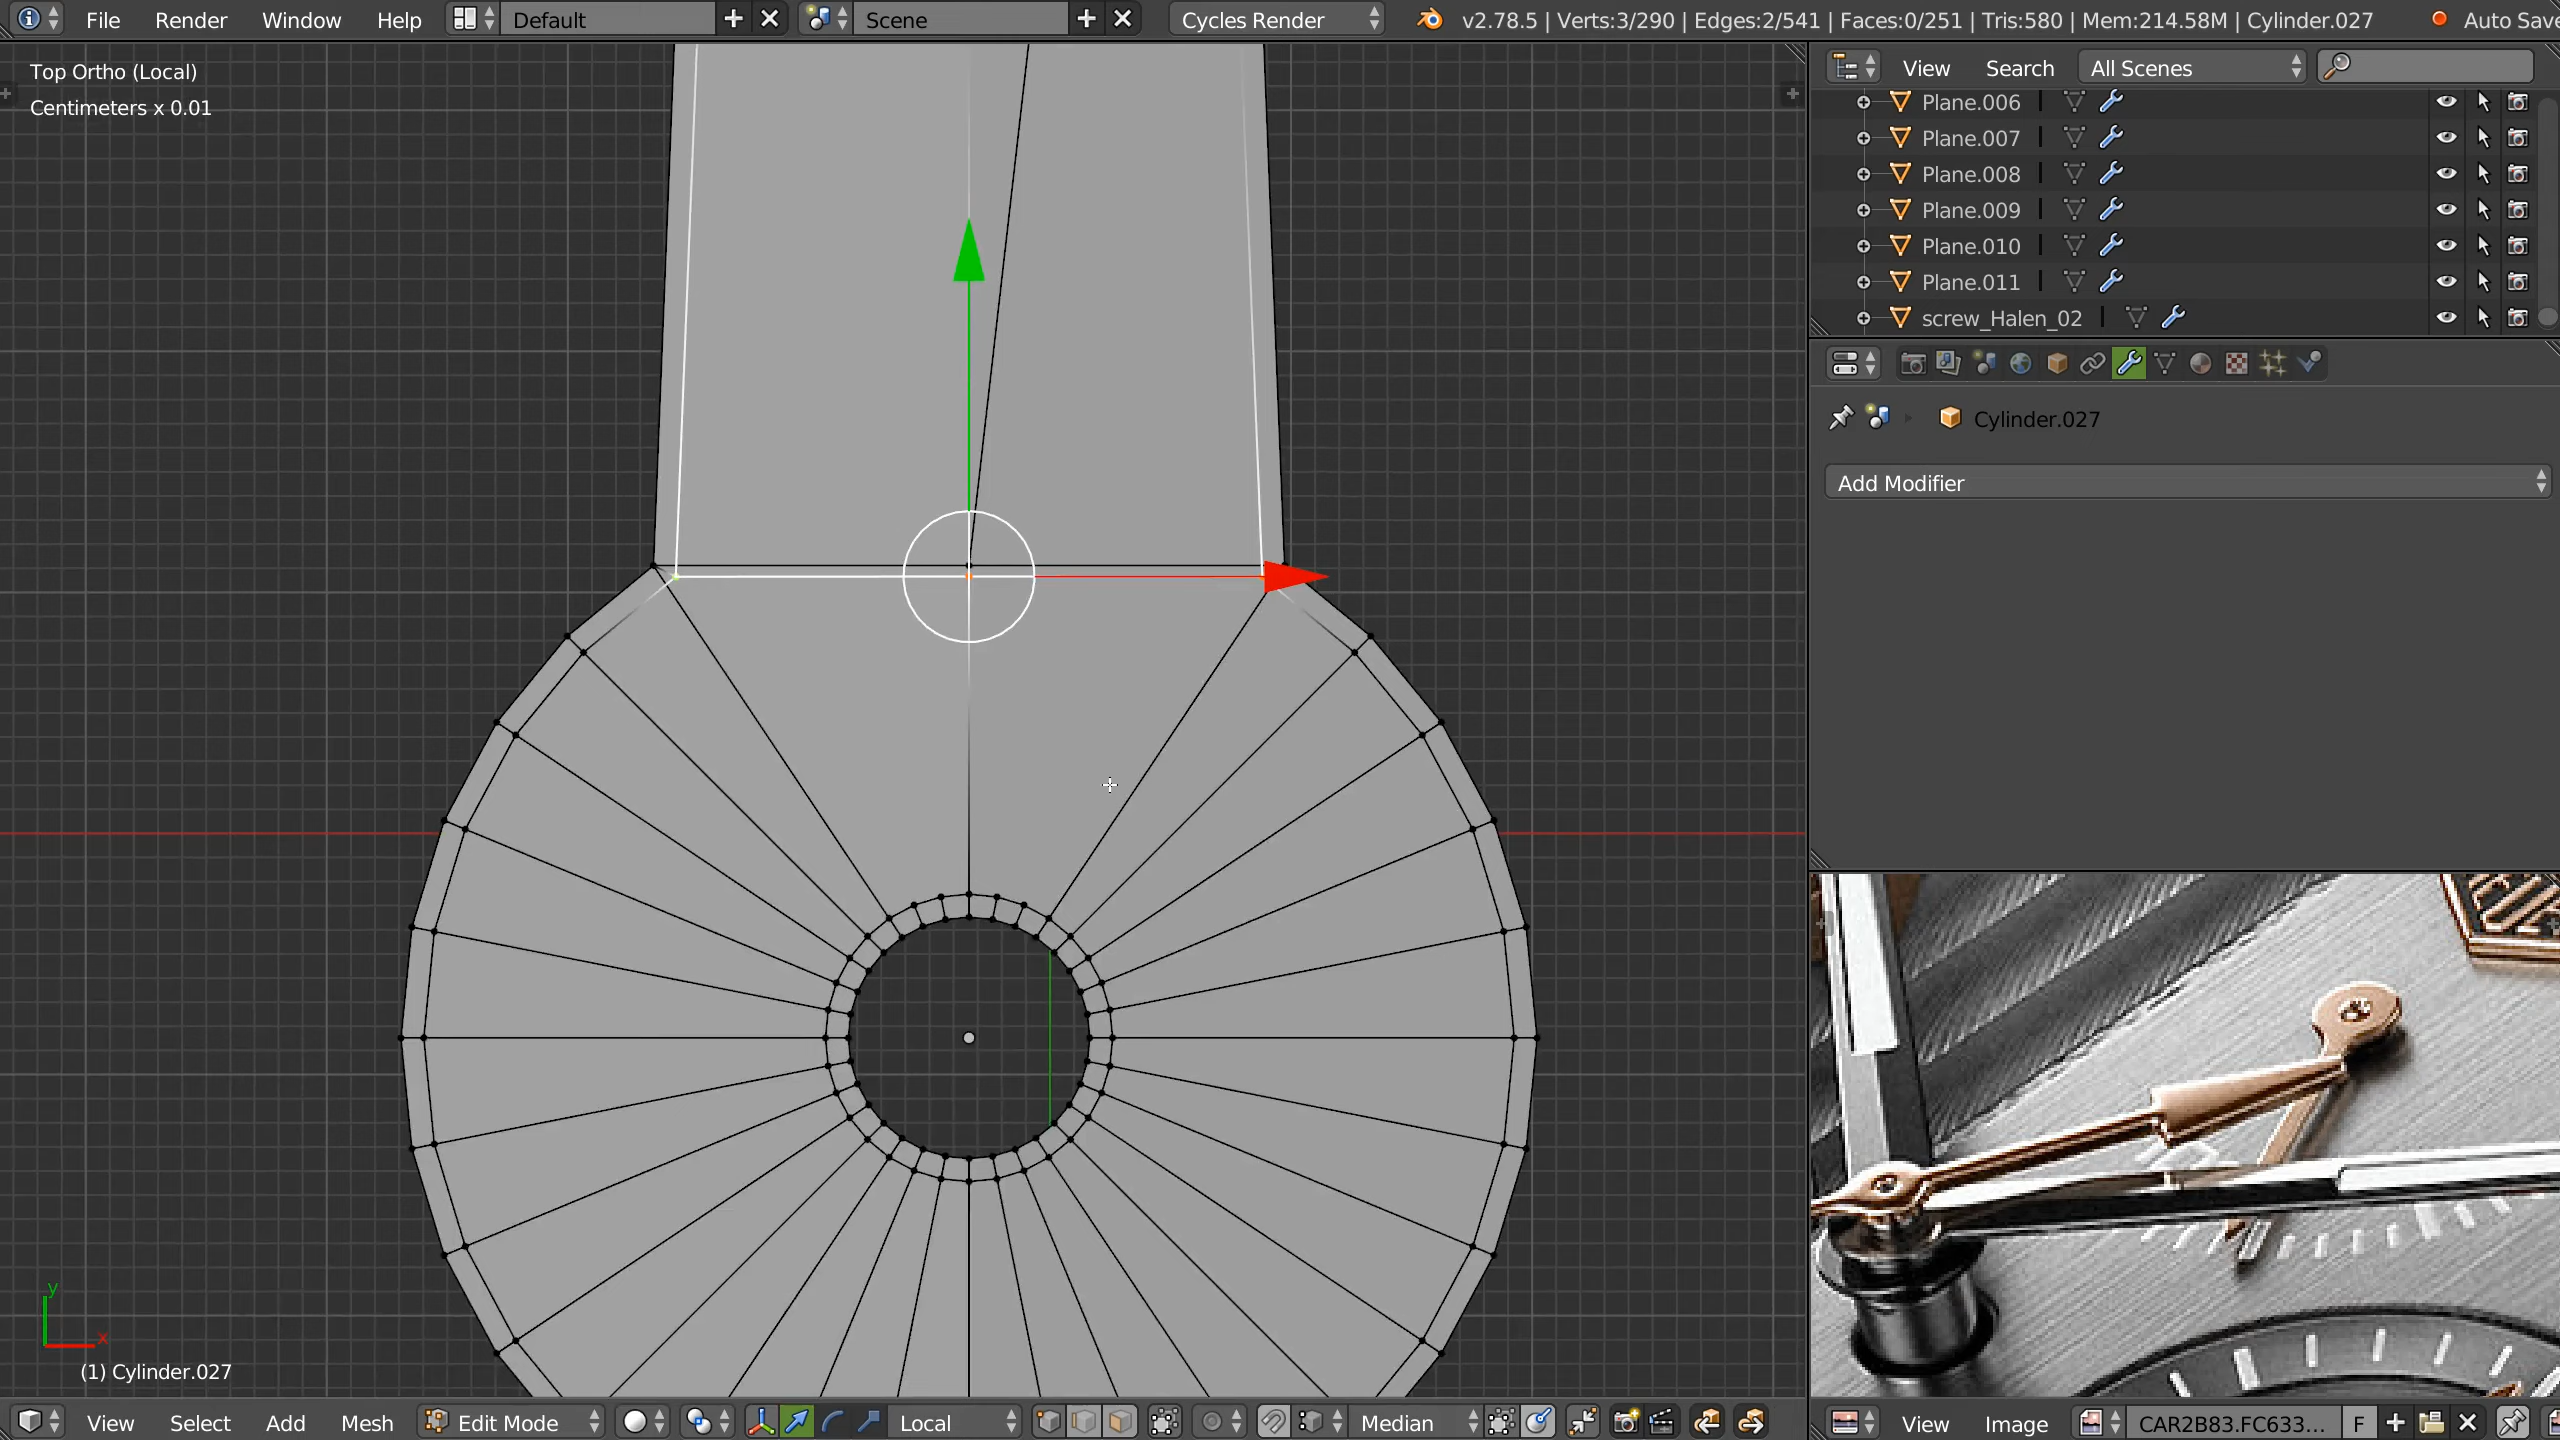 File Render Window Help Default Scene Cycles Render v2.78.5 | Verts:3/290 | Edges:2/541 | Faces:0/251 | Tris:580 | Mem:214.58M | Cylinder.027 Auto Save
Top Ortho (Local)
Centimeters x 0.01
View Search All Scenes
Plane.006
Plane.007
Plane.008
Plane.009
Plane.010
Plane.011
screw_Halen_02
Cylinder.027
Add Modifier
y
x
(1) Cylinder.027
View Select Add Mesh Edit Mode Local Median
View Image CAR2B83.FC633... F